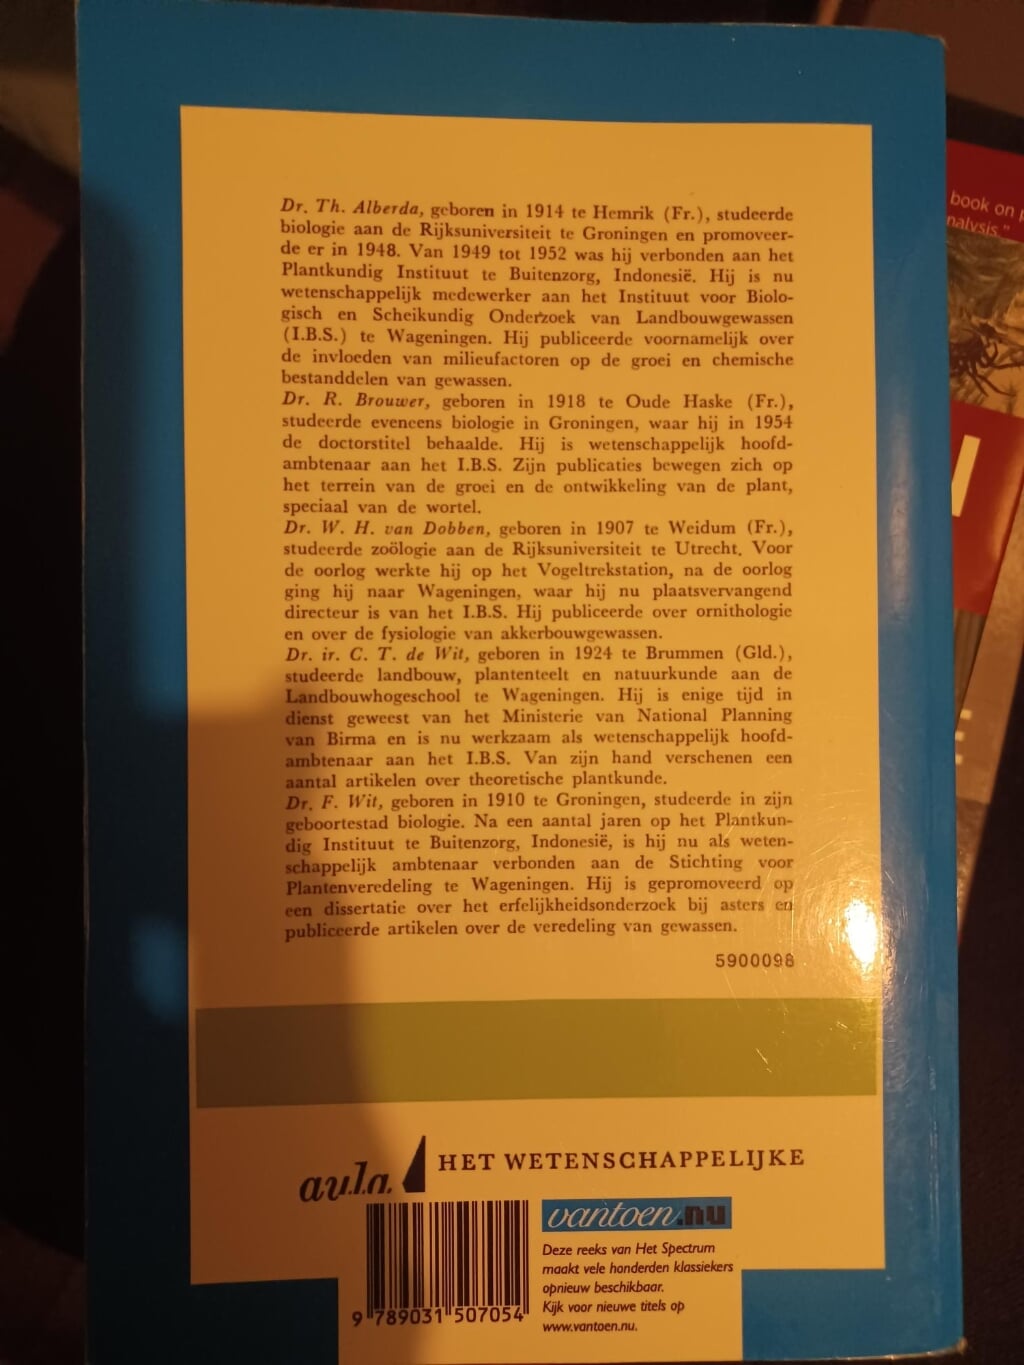 Dr. Th. Alberda, geboren in 1914 te Hemrik (Fr.), studeerde
biologie aan de Rijksuniversiteit te Groningen en promoveer-
de er in 1948. Van 1949 tot 1952 was hij verbonden aan het
Plantkundig Instituut te Buitenzorg, Indonesië. Hij is nu
wetenschappelijk medewerker aan het Instituut voor Biolo-
gisch en Scheikundig Onderzoek van Landbouwgewassen
(I.B.S.) te Wageningen. Hij publiceerde voornamelijk over
de invloeden van milieufactoren op de groei en chemische
bestanddelen van gewassen.
Dr. R. Brouwer, geboren in 1918 te Oude Haske (Fr.),
studeerde eveneens biologie in Groningen, waar hij in 1954
de doctorstitel behaalde. Hij is wetenschappelijk hoofd-
ambtenaar aan het I.B.S. Zijn publicaties bewegen zich op
het terrein van de groei en de ontwikkeling van de plant,
speciaal van de wortel.
Dr. W. H. van Dobben, geboren in 1907 te Weidum (Fr.),
studeerde zoölogie aan de Rijksuniversiteit te Utrecht. Voor
de oorlog werkte hij op het Vogeltrekstation, na de oorlog
ging hij naar Wageningen, waar hij nu plaatsvervangend
directeur is van het I.B.S. Hij publiceerde over ornithologie
en over de fysiologie van akkerbouwgewassen.
Dr. ir. C. T. de Wit, geboren in 1924 te Brummen (Gld.),
studeerde landbouw, plantenteelt en natuurkunde aan de
Landbouwhogeschool te Wageningen. Hij is enige tijd in
dienst geweest van het Ministerie van National Planning
van Birma en is nu werkzaam als wetenschappelijk hoofd-
ambtenaar aan het I.B.S. Van zijn hand verschenen een
aantal artikelen over theoretische plantkunde.
Dr. F. Wit, geboren in 1910 te Groningen, studeerde in zijn
geboortestad biologie. Na een aantal jaren op het Plantkun-
dig Instituut te Buitenzorg, Indonesië, is hij nu als weten-
schappelijk ambtenaar verbonden aan de Stichting voor
Plantenveredeling te Wageningen. Hij is gepromoveerd op
een dissertatie over het erfelijkheidsonderzoek bij asters en
publiceerde artikelen over de veredeling van gewassen.
5900098
aula HET WETENSCHAPPELIJKE
vantoen.nu
Deze reeks van Het Spectrum
maakt vele honderden klassiekers
opnieuw beschikbaar.
Kijk voor nieuwe titels op
www.vantoen.nu.
9 789031 507054
book on
nalysis."